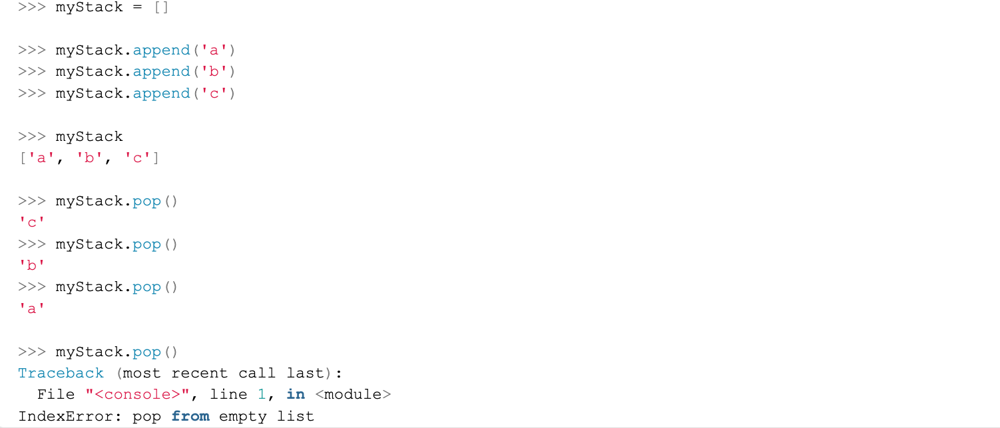 >>> myStack = []
>>> myStack.append('a')
>>> myStack.append('b')
>>> myStack.append('c')
>>> myStack
['a', 'b', 'c']
>>> myStack.pop()
'c'
>>> myStack.pop()
'b'
>>> myStack.pop()
'a'
>>> myStack.pop()
Traceback (most recent call last):
  File "<console>", line 1, in <module>
IndexError: pop from empty list